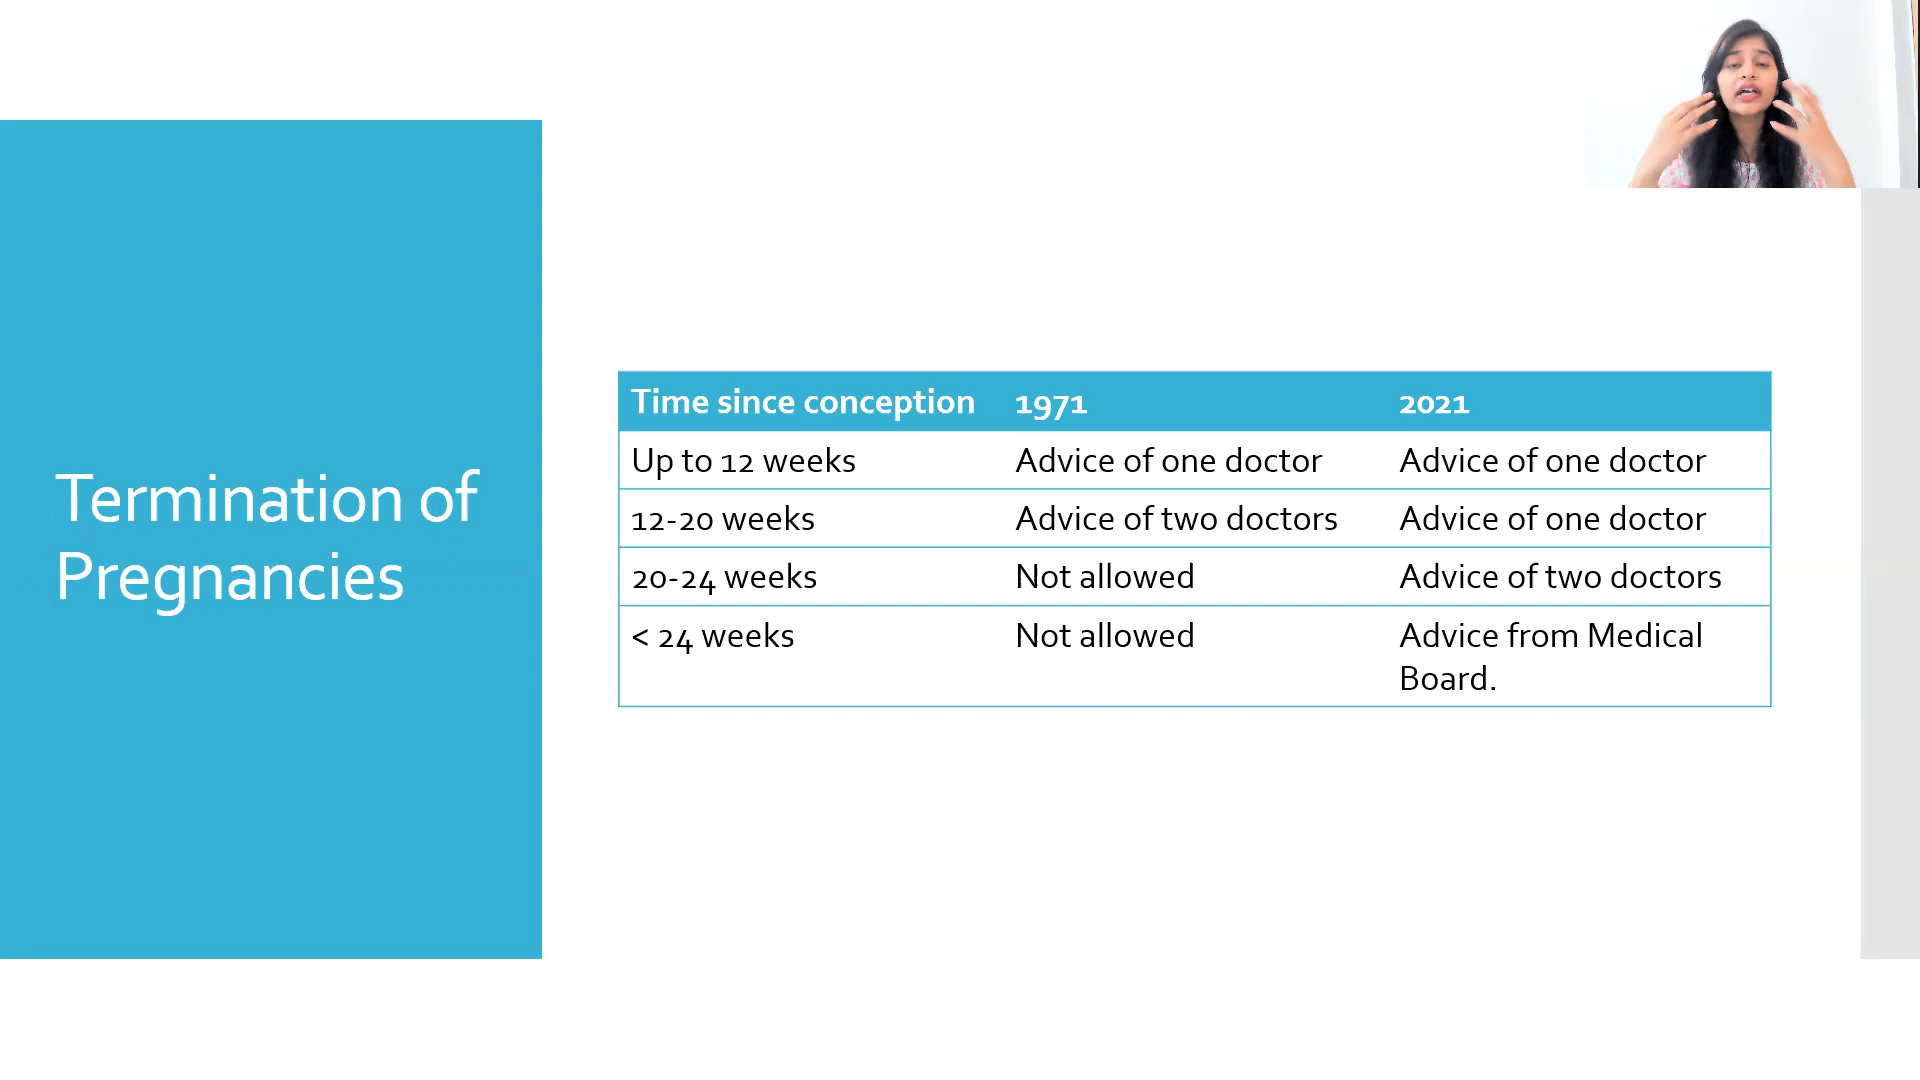 Termination of
Pregnancies
Time since conception 1971 2021
Up to 12 weeks Advice of one doctor Advice of one doctor
12-20 weeks Advice of two doctors Advice of one doctor
20-24 weeks Not allowed Advice of two doctors
< 24 weeks Not allowed Advice from Medical
Board.